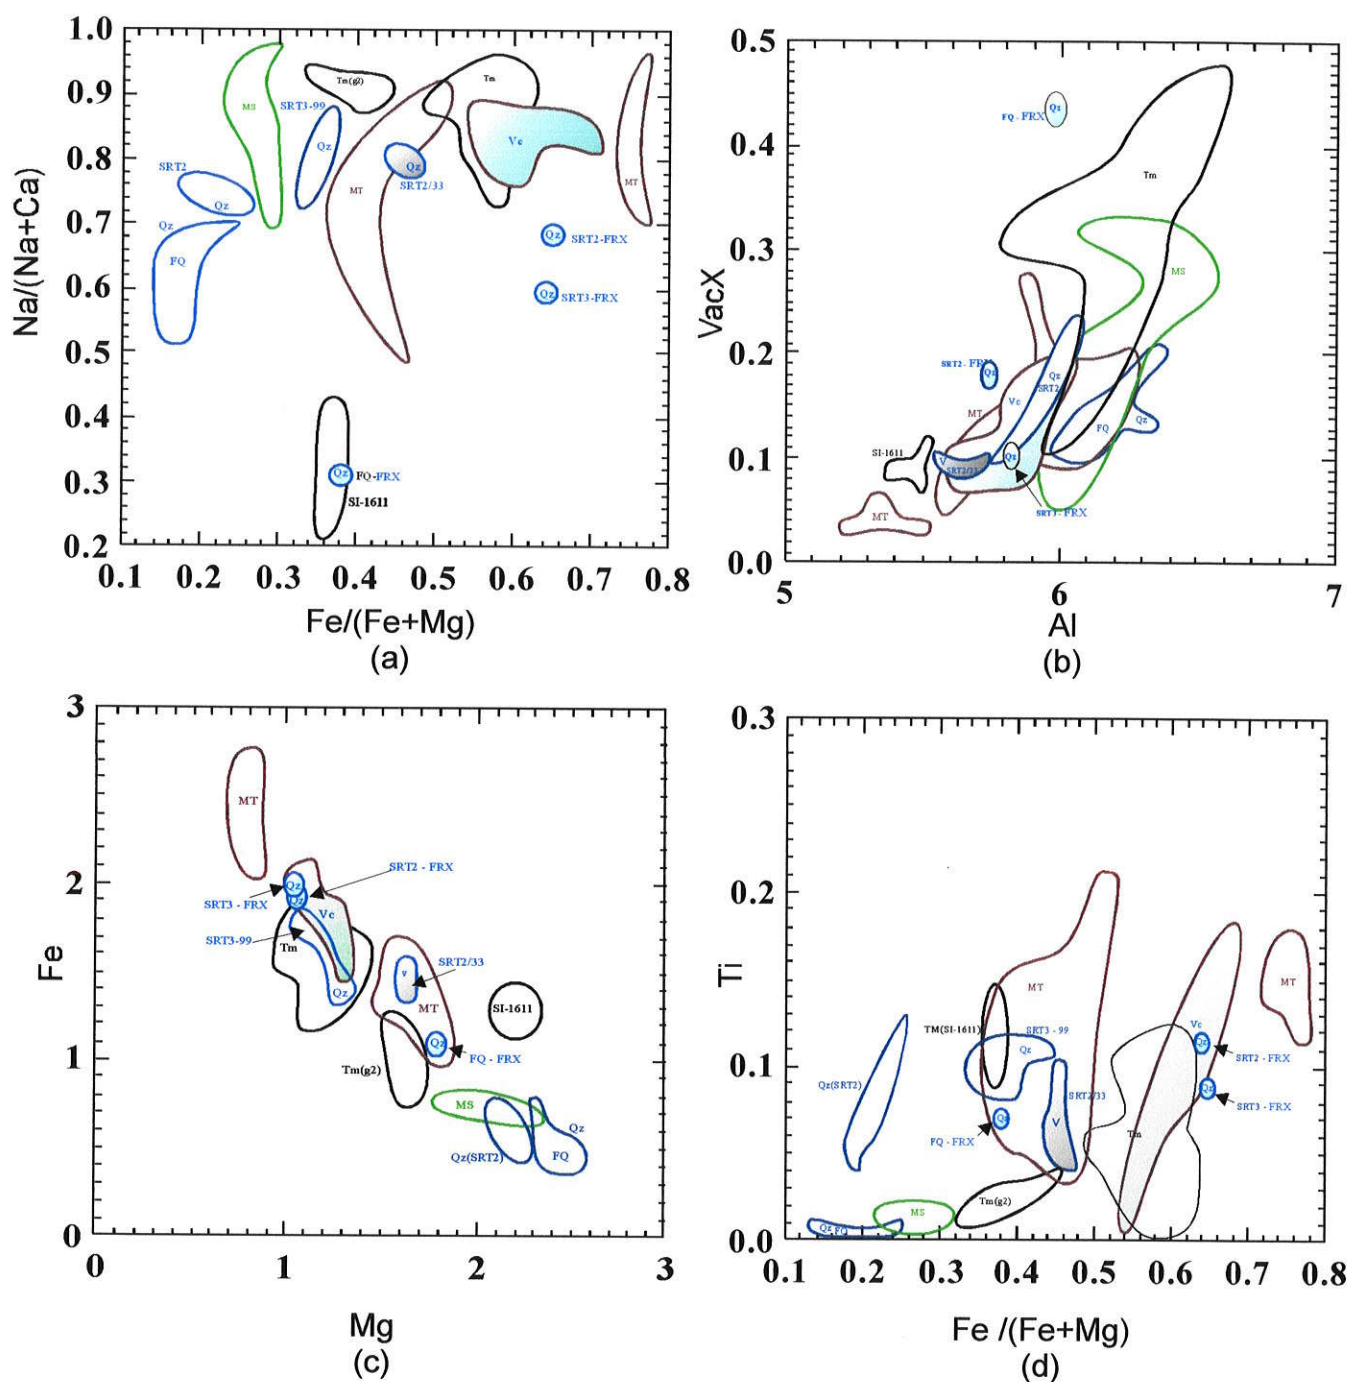 1.0
0.9
0.8
0.7
0.6
0.5
0.4
0.3
0.2
Na/(Na+Ca)
Tm(g2)
Tm
MS
SRT3-99
Qz
Vc
SRT2
Qz
MT
Qz
SRT2/33
MT
Qz
FQ
Qz
SRT2-FRX
Qz
SRT3-FRX
Qz
FQ-FRX
SI-1611
0.1 0.2 0.3 0.4 0.5 0.6 0.7 0.8
Fe/(Fe+Mg)
(a)
0.5
0.4
0.3
0.2
0.1
0.0
VacX
FQ - FRX
Qz
Tm
MS
SRT2- FRX
Qz
Qz
SRT2
Vc
MT
FQ
Qz
SI-1611
V
SRT2/33
Qz
SRT3 - FRX
MT
5 6 7
Al
(b)
3
2
1
0
Fe
MT
SRT2 - FRX
Qz
Qz
SRT3 - FRX
Vc
SRT3-99
Tm
Qz
V
SRT2/33
MT
SI-1611
Qz
FQ - FRX
Tm(g2)
MS
Qz
Qz(SRT2)
FQ
0 1 2 3
Mg
(c)
0.3
0.2
0.1
0.0
Ti
MT
MT
TM(SI-1611)
SRT3 - 99
Qz
Vc
Qz
SRT2 - FRX
Qz(SRT2)
SRT2/33
Qz
SRT3 - FRX
Qz
FQ - FRX
V
Tm
Tm(g2)
MS
Qz FQ
0.1 0.2 0.3 0.4 0.5 0.6 0.7 0.8
Fe /(Fe+Mg)
(d)